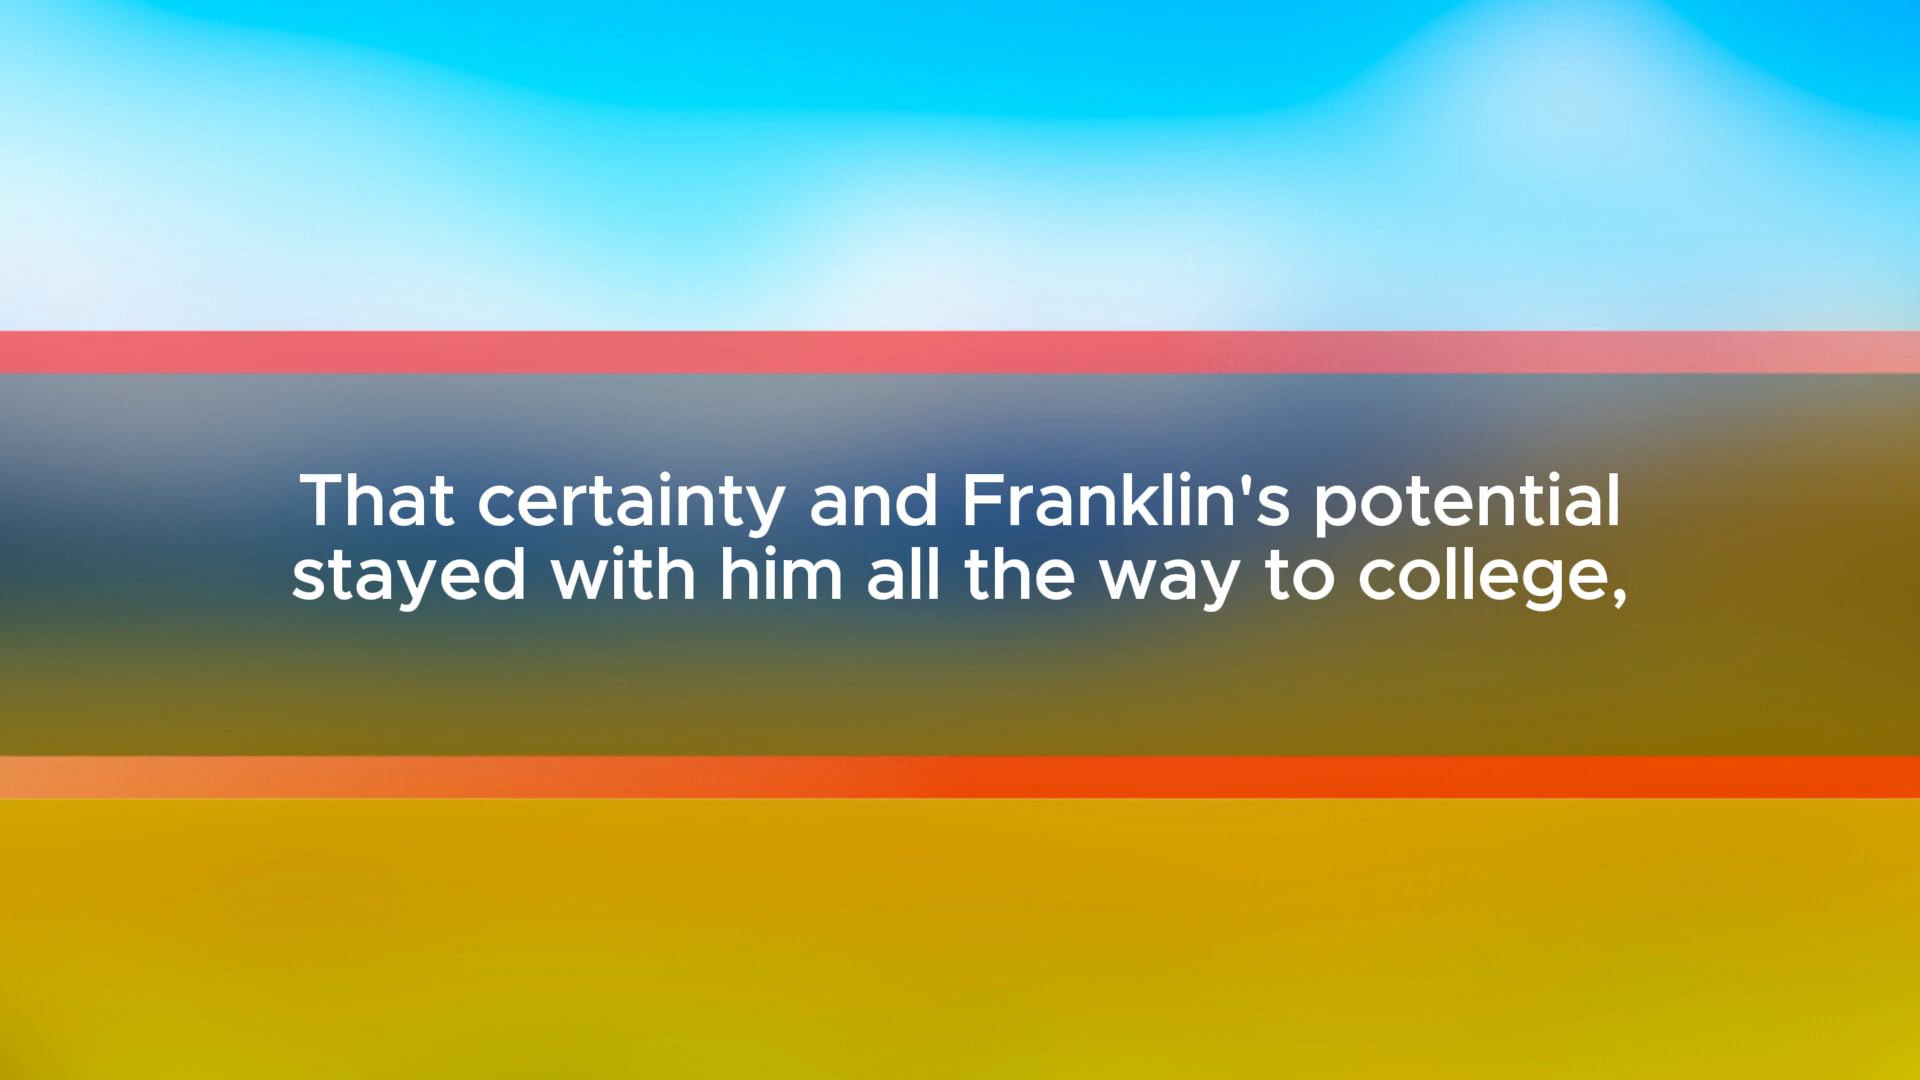 That certainty and Franklin's potential
stayed with him all the way to college,